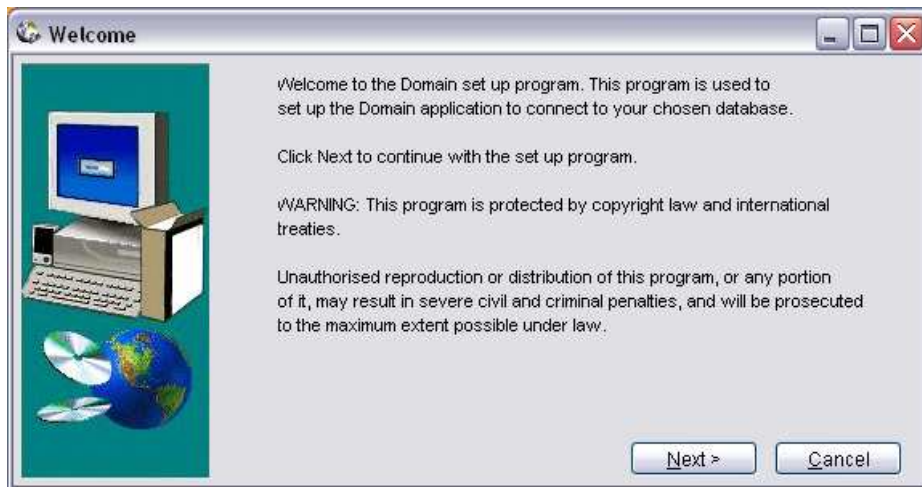 Welcome
Welcome to the Domain set up program. This program is used to
set up the Domain application to connect to your chosen database.
Click Next to continue with the set up program.
WARNING: This program is protected by copyright law and international
treaties.
Unauthorised reproduction or distribution of this program, or any portion
of it, may result in severe civil and criminal penalties, and will be prosecuted
to the maximum extent possible under law.
Next >
Cancel